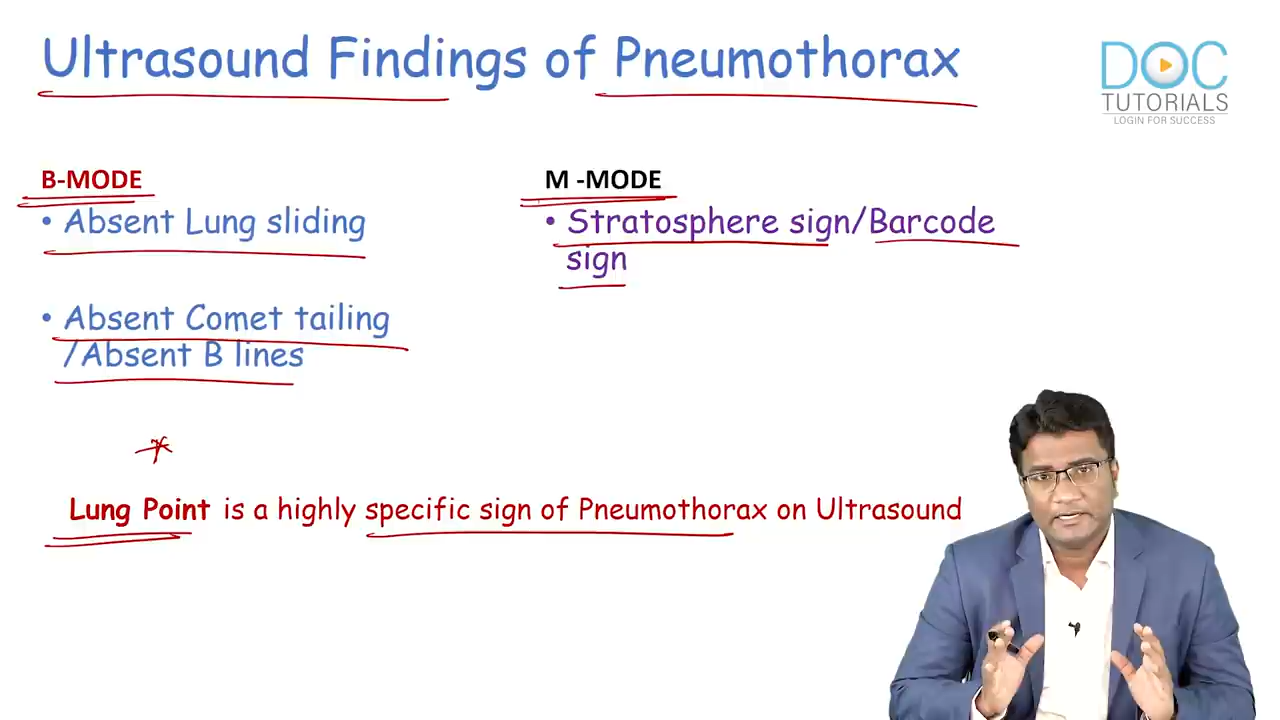 Ultrasound Findings of Pneumothorax
DOC
TUTORIALS
LOGIN FOR SUCCESS
B-MODE
• Absent Lung sliding
• Absent Comet tailing
/Absent B lines
M -MODE
• Stratosphere sign/Barcode
sign
Lung Point is a highly specific sign of Pneumothorax on Ultrasound